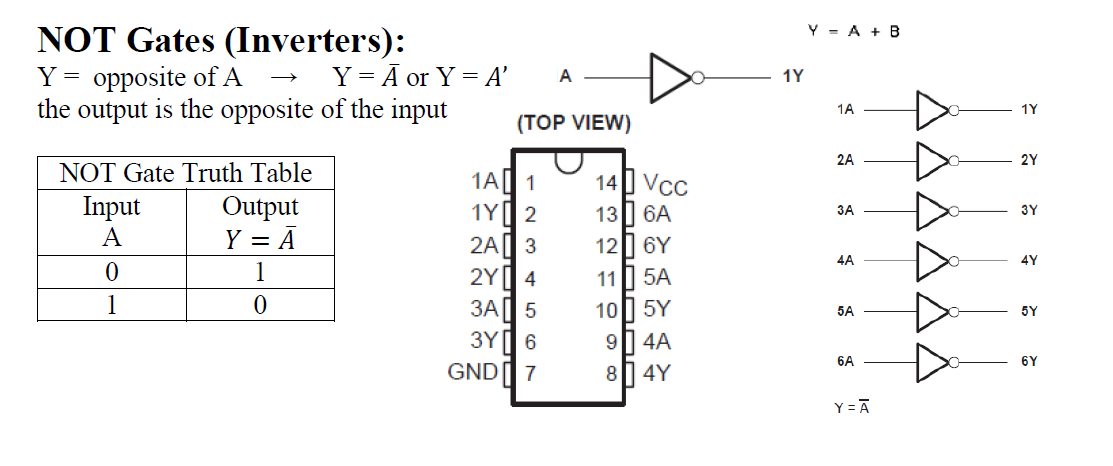 NOT Gates (Inverters):
Y = opposite of A → Y = Ā or Y = A'
the output is the opposite of the input
NOT Gate Truth Table
Input Output
A Y = Ā
0 1
1 0
A 1Y
(TOP VIEW)
1A 1 14 VCC
1Y 2 13 6A
2A 3 12 6Y
2Y 4 11 5A
3A 5 10 5Y
3Y 6 9 4A
GND 7 8 4Y
Y = A + B
1A 1Y
2A 2Y
3A 3Y
4A 4Y
5A 5Y
6A 6Y
Y = Ā